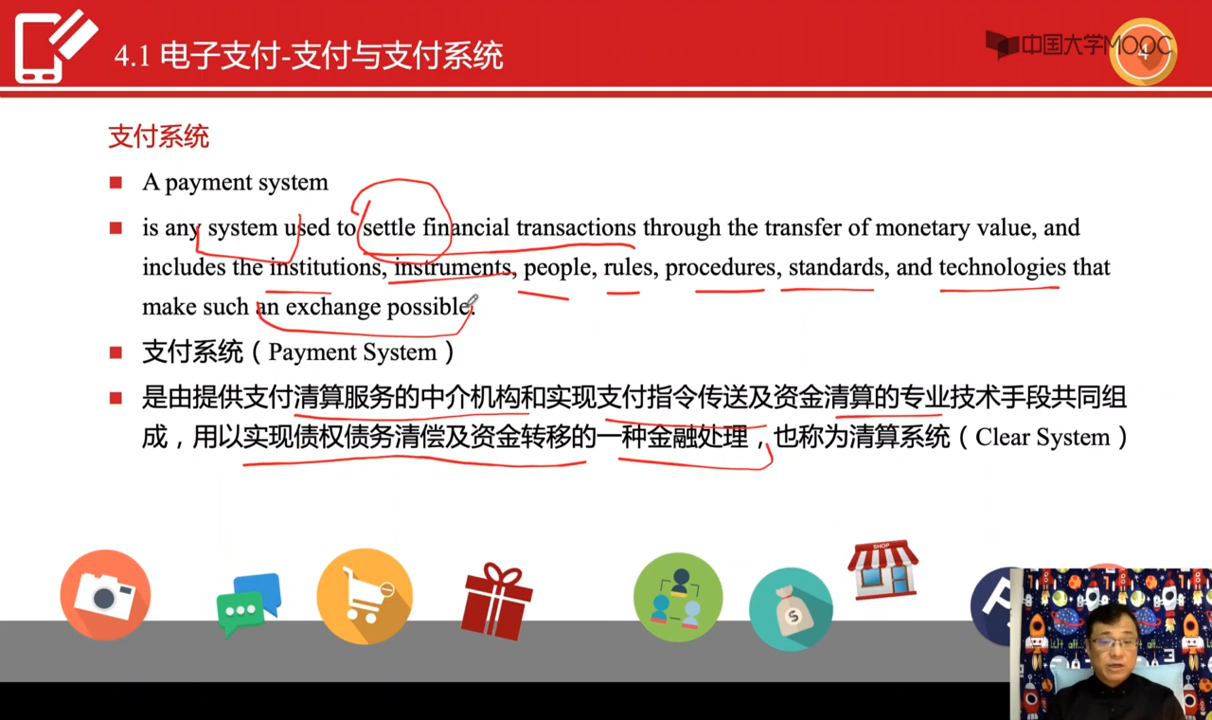 4.1 电子支付-支付与支付系统
中国大学MOOC
4
支付系统
A payment system
is any system used to settle financial transactions through the transfer of monetary value, and
includes the institutions, instruments, people, rules, procedures, standards, and technologies that
make such an exchange possible.
支付系统（Payment System）
是由提供支付清算服务的中介机构和实现支付指令传送及资金清算的专业技术手段共同组
成，用以实现债权债务清偿及资金转移的一种金融处理，也称为清算系统（Clear System）
SHOP
$